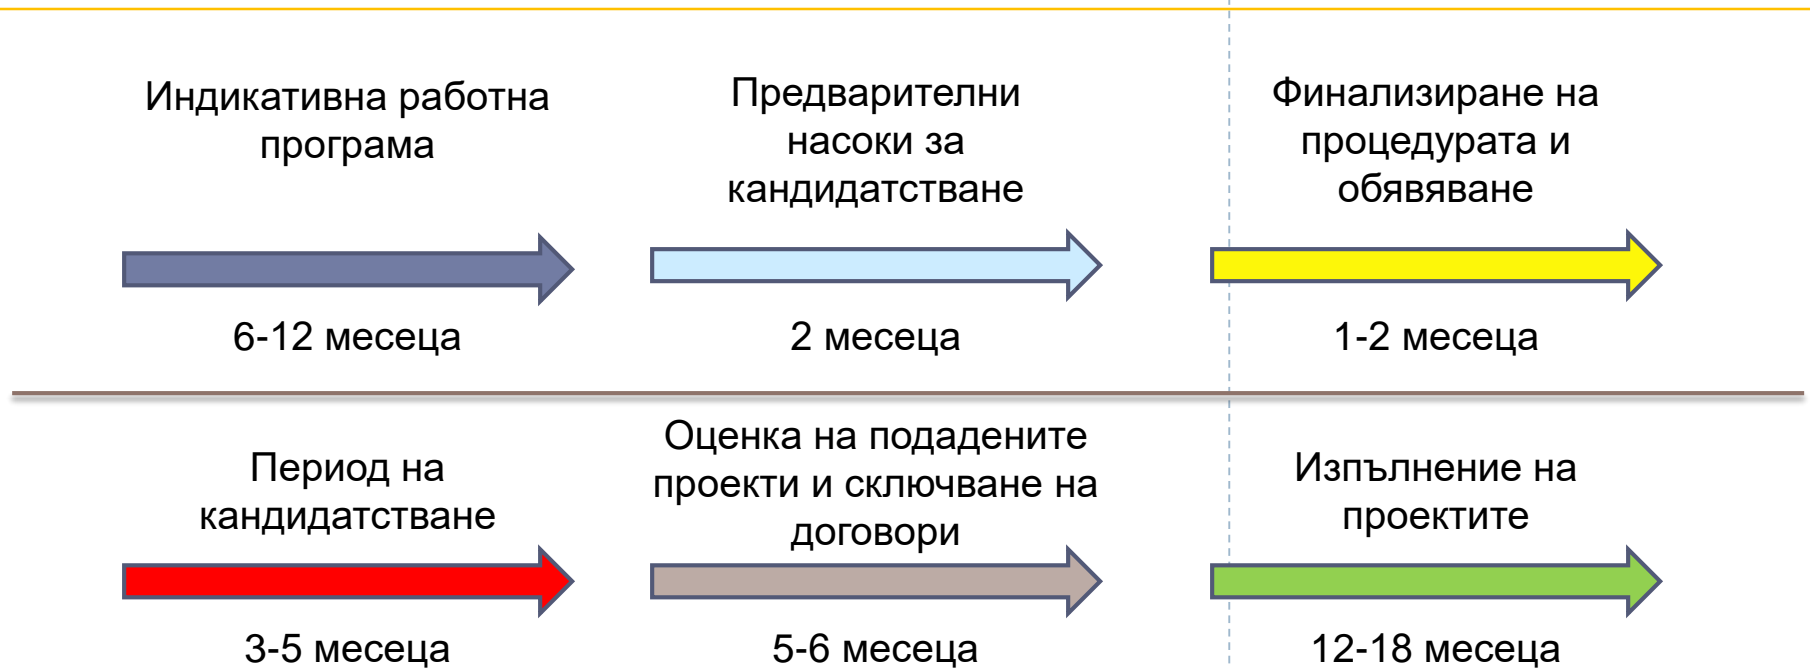 Индикативна работна
програма
6-12 месеца
Предварителни
насоки за
кандидатстване
2 месеца
Финализиране на
процедурата и
обявяване
1-2 месеца
Период на
кандидатстване
3-5 месеца
Оценка на подадените
проекти и сключване на
договори
5-6 месеца
Изпълнение на
проектите
12-18 месеца